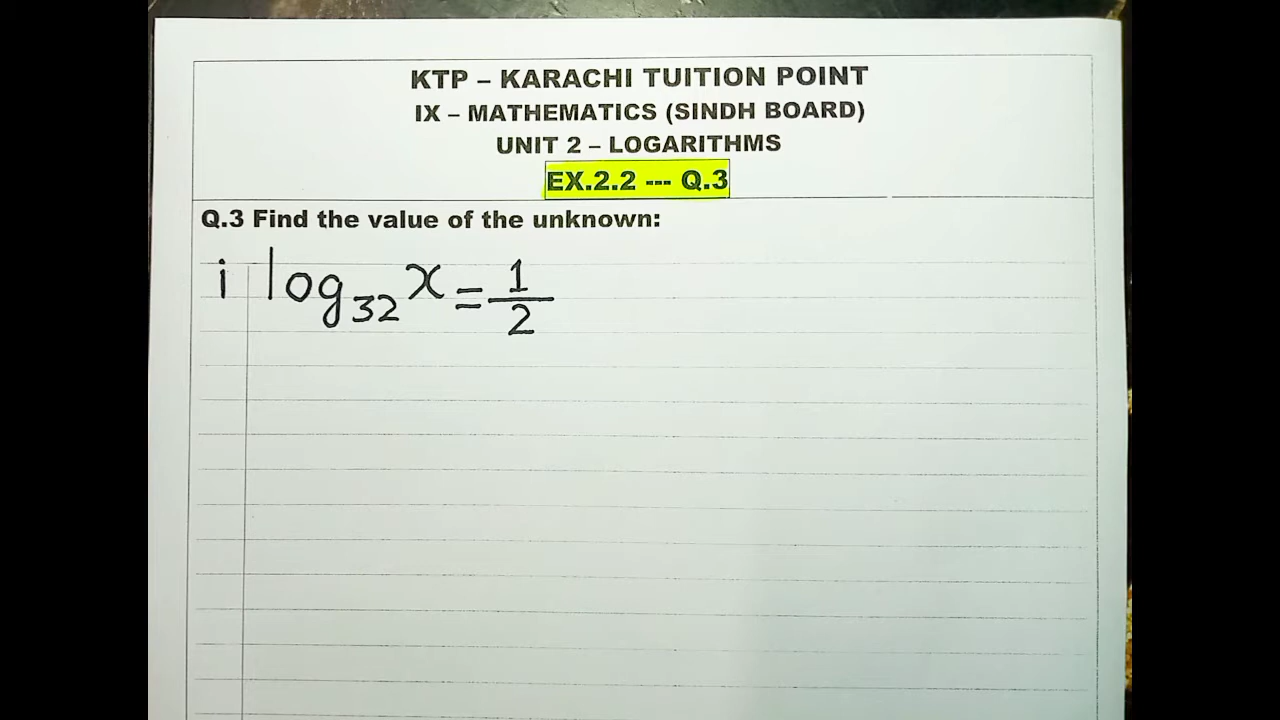 KTP – KARACHI TUITION POINT
IX – MATHEMATICS (SINDH BOARD)
UNIT 2 – LOGARITHMS
EX.2.2 --- Q.3
Q.3 Find the value of the unknown:
i log₃₂ x = 1/2